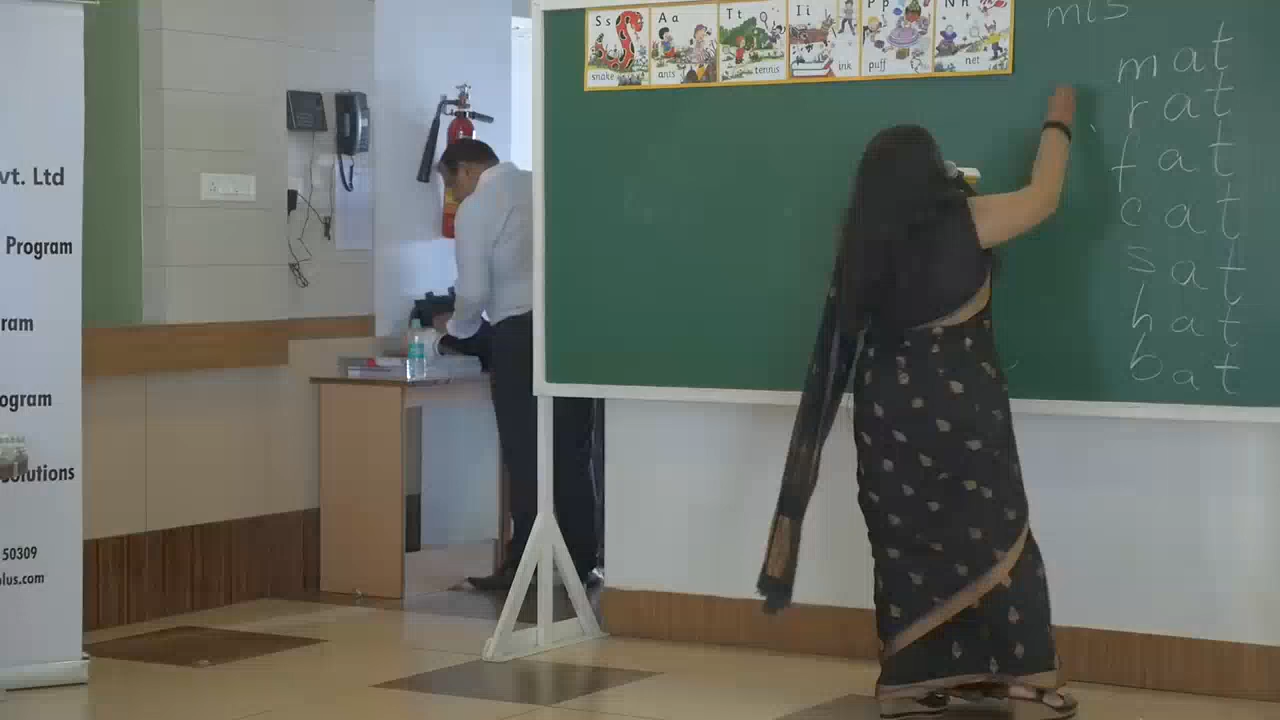 vt. Ltd
Program
ram
ogram
olutions
50309
plus.com
Ss Aa Tt Ii Pp Nn
snake ants tennis ink puff net
mis
mat
rat
fat
cat
sat
hat
bat